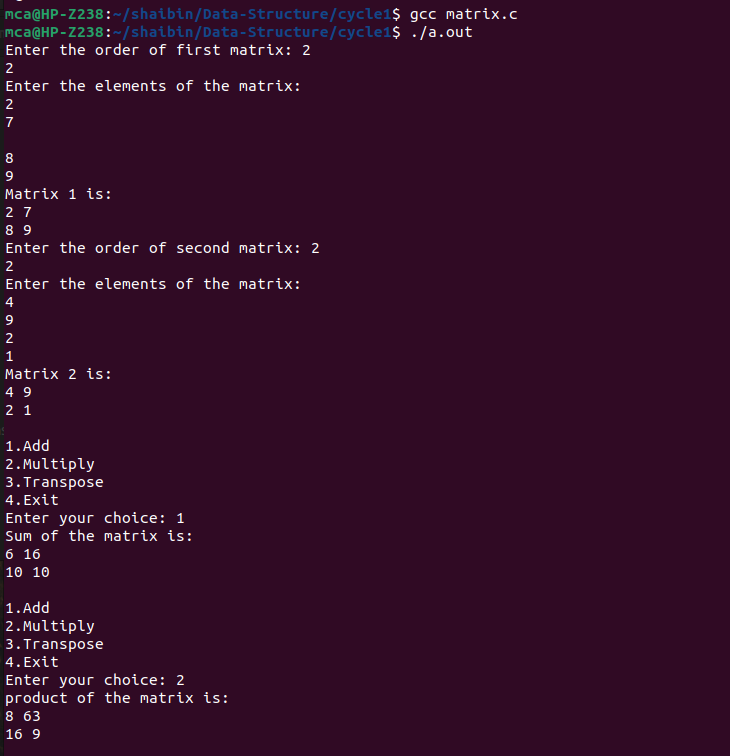 mca@HP-Z238:~/shaibin/Data-Structure/cycle1$ gcc matrix.c
mca@HP-Z238:~/shaibin/Data-Structure/cycle1$ ./a.out
Enter the order of first matrix: 2
2
Enter the elements of the matrix:
2
7

8
9
Matrix 1 is:
2 7
8 9
Enter the order of second matrix: 2
2
Enter the elements of the matrix:
4
9
2
1
Matrix 2 is:
4 9
2 1

1.Add
2.Multiply
3.Transpose
4.Exit
Enter your choice: 1
Sum of the matrix is:
6 16
10 10

1.Add
2.Multiply
3.Transpose
4.Exit
Enter your choice: 2
product of the matrix is:
8 63
16 9